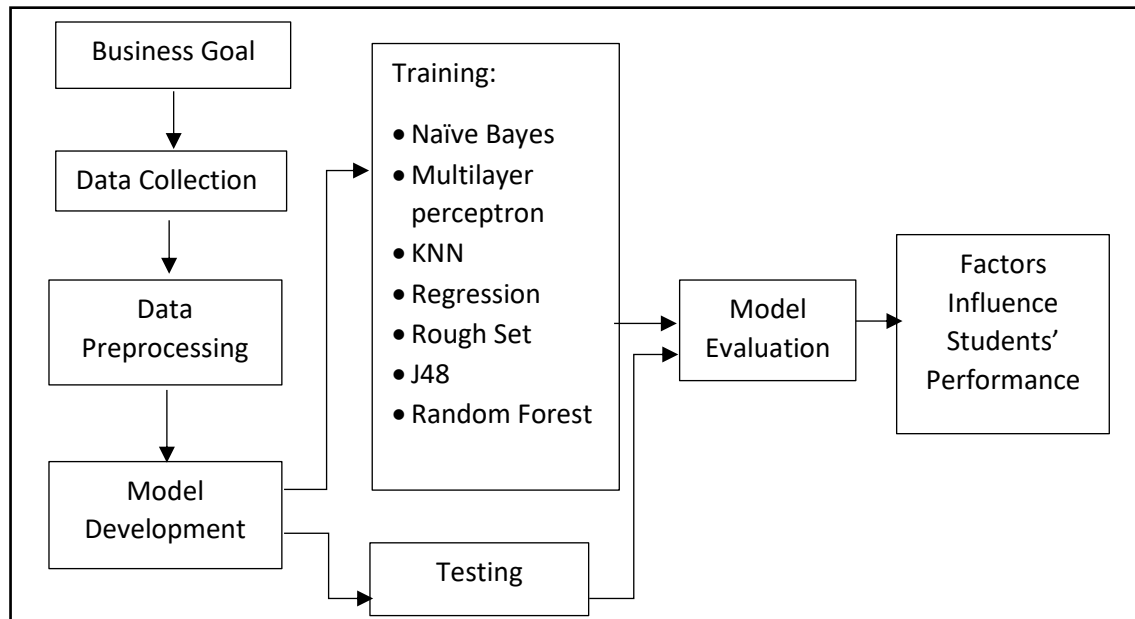 Business Goal
Data Collection
Data
Preprocessing
Model
Development
Training:
• Naïve Bayes
• Multilayer
perceptron
• KNN
• Regression
• Rough Set
• J48
• Random Forest
Testing
Model
Evaluation
Factors
Influence
Students’
Performance